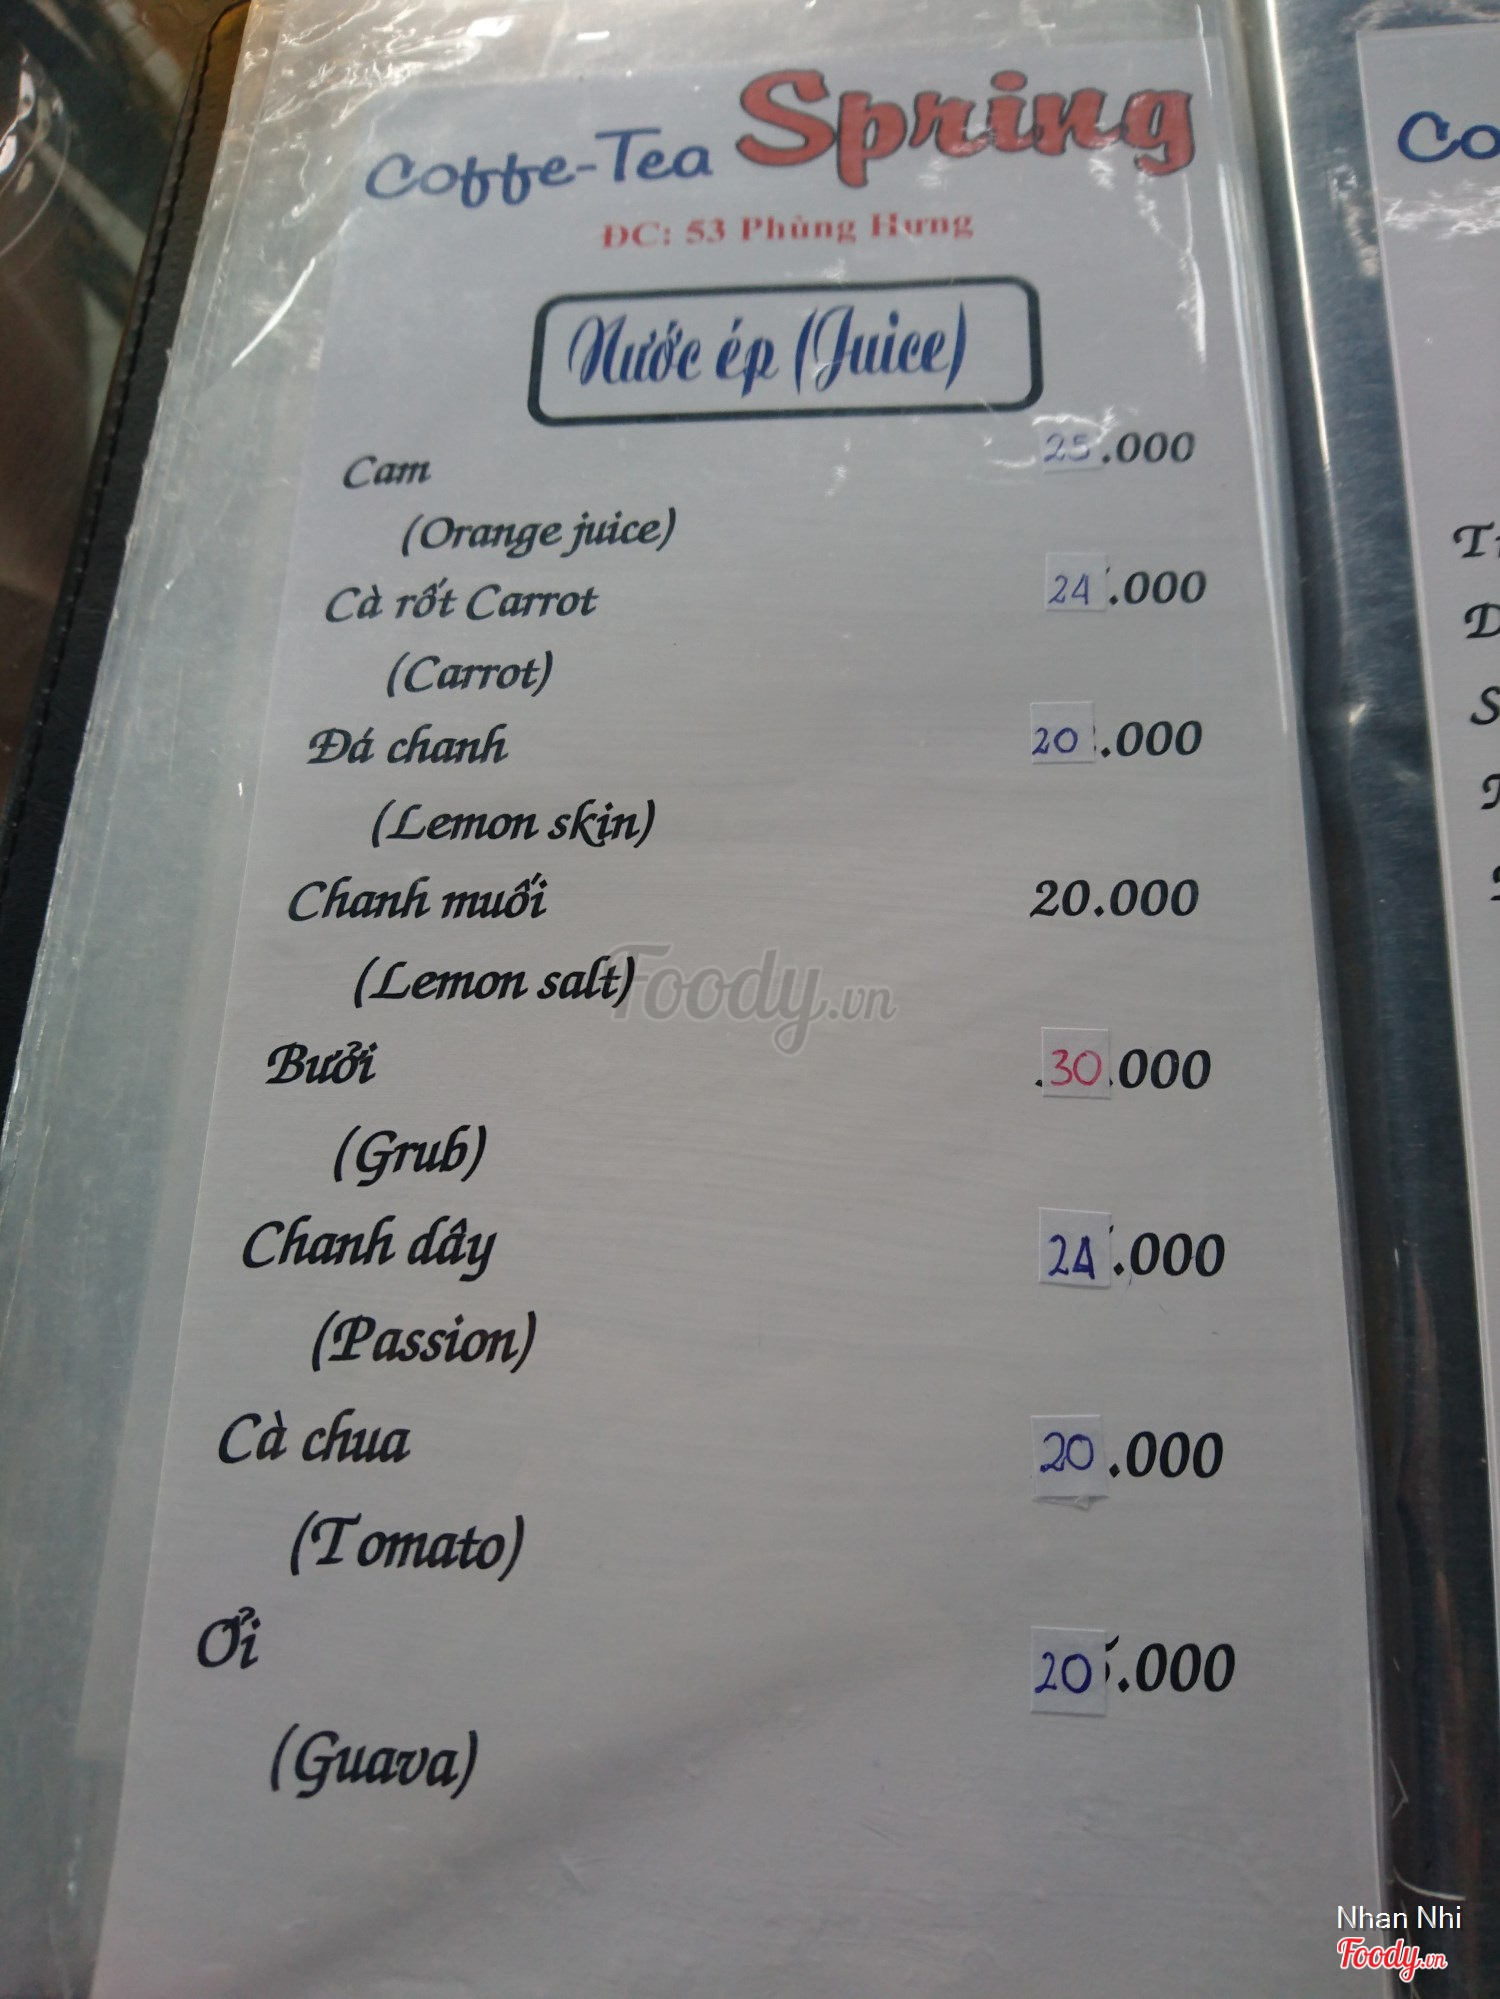 Coffe-Tea Spring
ĐC: 53 Phùng Hưng
Nước ép (Juice)
Cam 25.000
(Orange juice)
Cà rốt Carrot 24.000
(Carrot)
Đá chanh 20.000
(Lemon skin)
Chanh muối 20.000
(Lemon salt)
Foody.vn
Bưởi 30.000
(Grub)
Chanh dây 24.000
(Passion)
Cà chua 20.000
(Tomato)
Ổi 20.000
(Guava)
Co
Nhan Nhi
Foody.vn